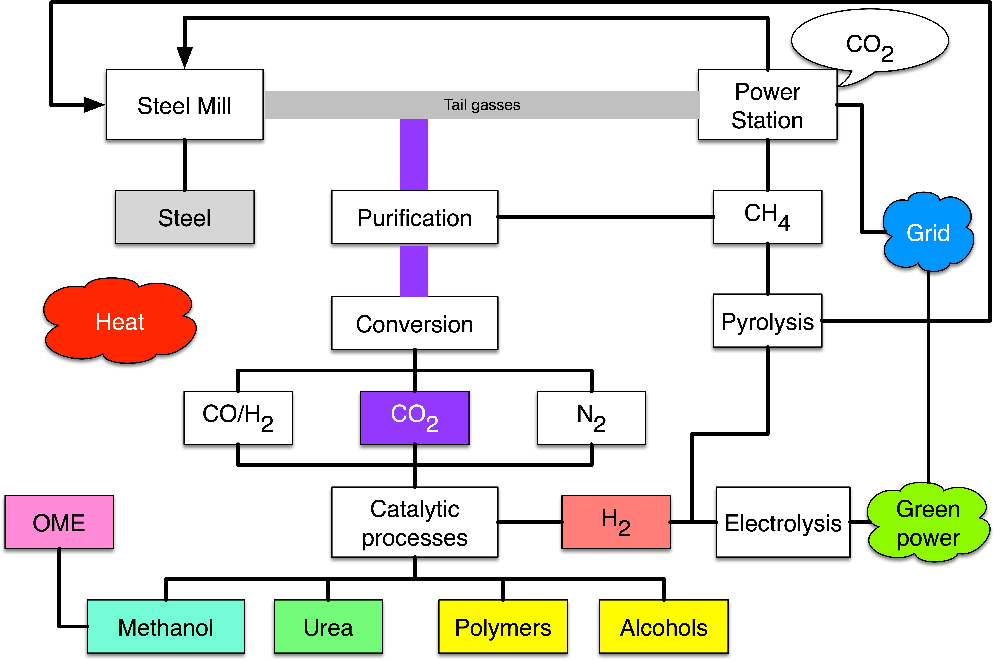 CO₂
Steel Mill
Tail gasses
Power
Station
Steel
Purification
CH₄
Grid
Heat
Conversion
Pyrolysis
CO/H₂
CO₂
N₂
OME
Catalytic
processes
H₂
Electrolysis
Green
power
Methanol
Urea
Polymers
Alcohols